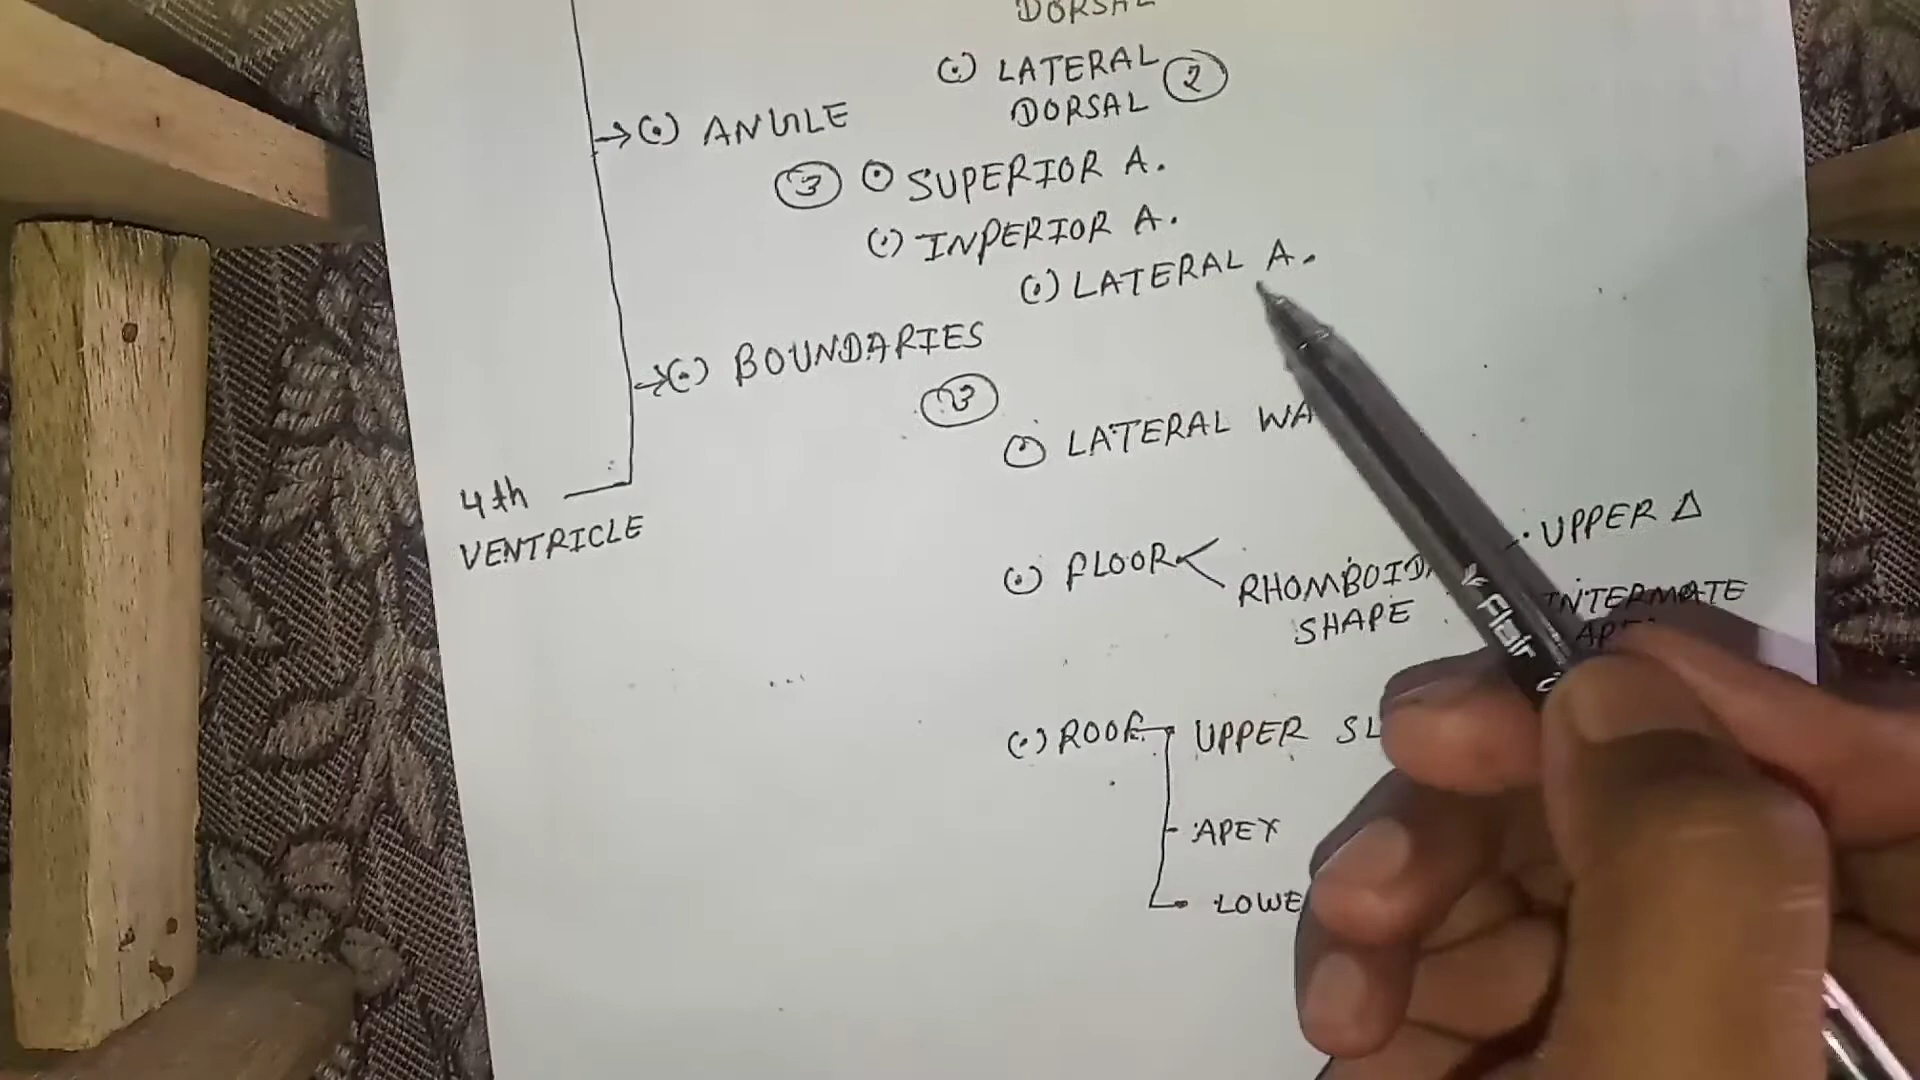 DORSAL
(•) LATERAL
DORSAL 2
→(•) ANGLE
3 • SUPERIOR A.
(•) INFERIOR A.
(•) LATERAL A.
→(•) BOUNDARIES
3
• LATERAL WA
4th
VENTRICLE
(•) FLOOR < RHOMBOID
SHAPE
• UPPER Δ
INTERMATE
(•) ROOF UPPER SL
APEX
LOWE
Flair